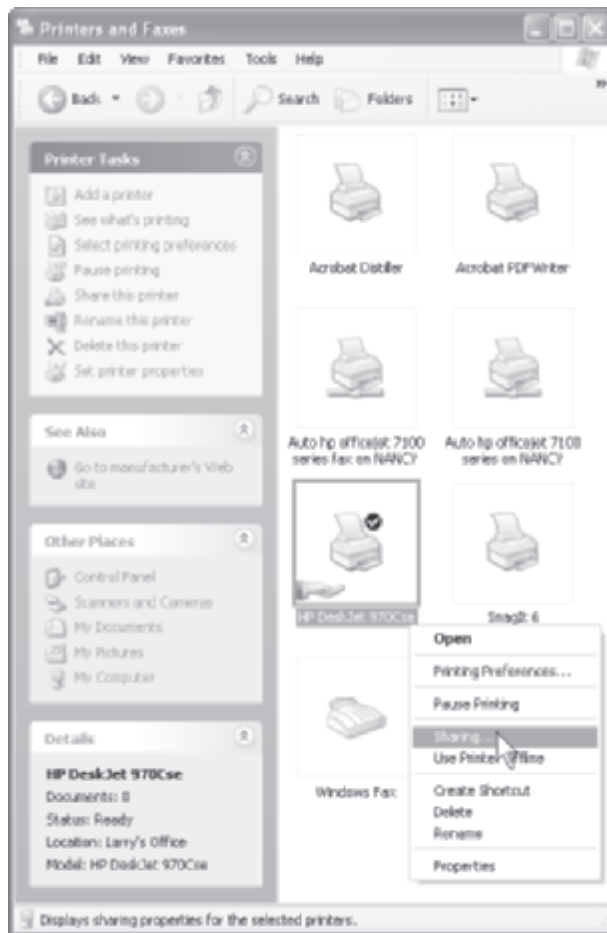 Printers and Faxes
File Edit View Favorites Tools Help
Back Search Folders
Printer Tasks
Add a printer
See what's printing
Select printing preferences
Pause printing
Share this printer
Rename this printer
Delete this printer
Set printer properties
See Also
Go to manufacturer's Web
site
Other Places
Control Panel
Scanners and Cameras
My Documents
My Pictures
My Computer
Details
HP DeskJet 970Cse
Documents: 0
Status: Ready
Location: Larry's Office
Model: HP DeskJet 970Cse
Acrobat Distiller
Acrobat PDFWriter
Auto hp officejet 7100
series fax on NANCY
Auto hp officejet 7100
series on NANCY
HP DeskJet 970Cse
SnagIt 6
Windows Fax
Open
Printing Preferences...
Pause Printing
Sharing...
Use Printer Offline
Create Shortcut
Delete
Rename
Properties
Displays sharing properties for the selected printers.